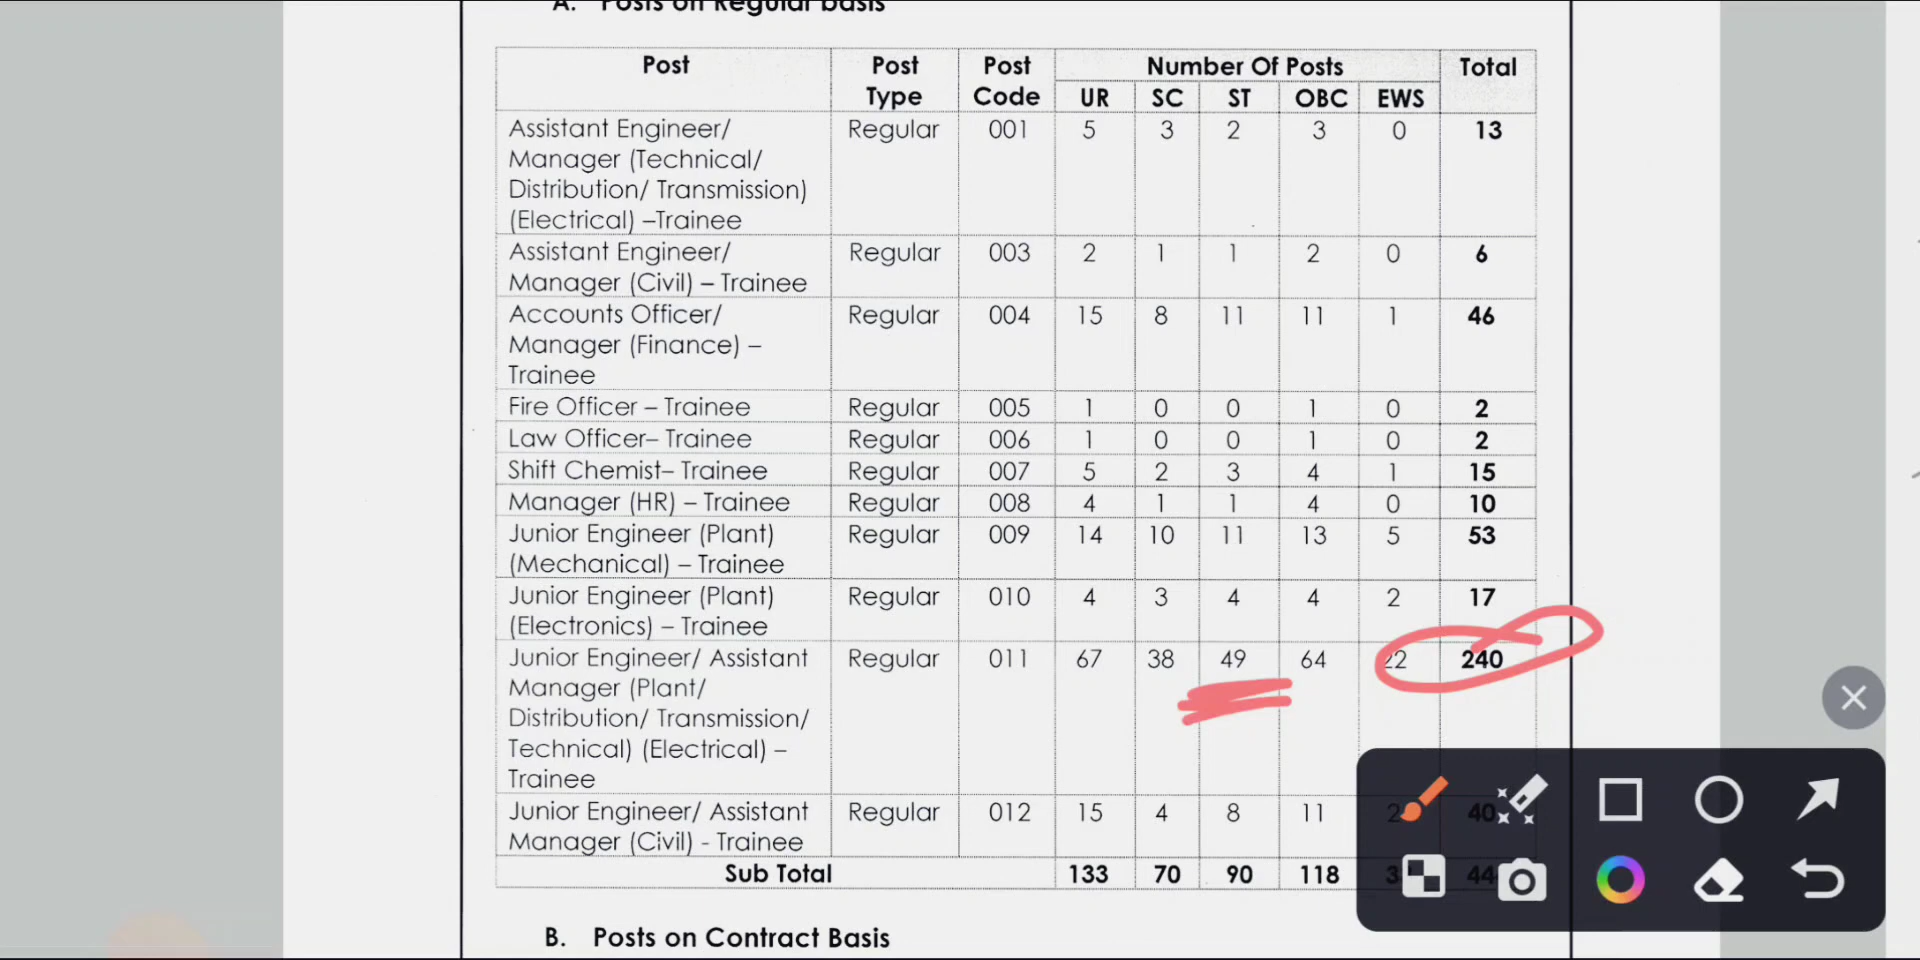 A. Posts on Regular basis
Post Post Type Post Code Number Of Posts Total
UR SC ST OBC EWS
Assistant Engineer/ Regular 001 5 3 2 3 0 13
Manager (Technical/
Distribution/ Transmission)
(Electrical) –Trainee
Assistant Engineer/ Regular 003 2 1 1 2 0 6
Manager (Civil) – Trainee
Accounts Officer/ Regular 004 15 8 11 11 1 46
Manager (Finance) –
Trainee
Fire Officer – Trainee Regular 005 1 0 0 1 0 2
Law Officer– Trainee Regular 006 1 0 0 1 0 2
Shift Chemist– Trainee Regular 007 5 2 3 4 1 15
Manager (HR) – Trainee Regular 008 4 1 1 4 0 10
Junior Engineer (Plant) Regular 009 14 10 11 13 5 53
(Mechanical) – Trainee
Junior Engineer (Plant) Regular 010 4 3 4 4 2 17
(Electronics) – Trainee
Junior Engineer/ Assistant Regular 011 67 38 49 64 22 240
Manager (Plant/
Distribution/ Transmission/
Technical) (Electrical) –
Trainee
Junior Engineer/ Assistant Regular 012 15 4 8 11 2 40
Manager (Civil) - Trainee
Sub Total 133 70 90 118
B. Posts on Contract Basis